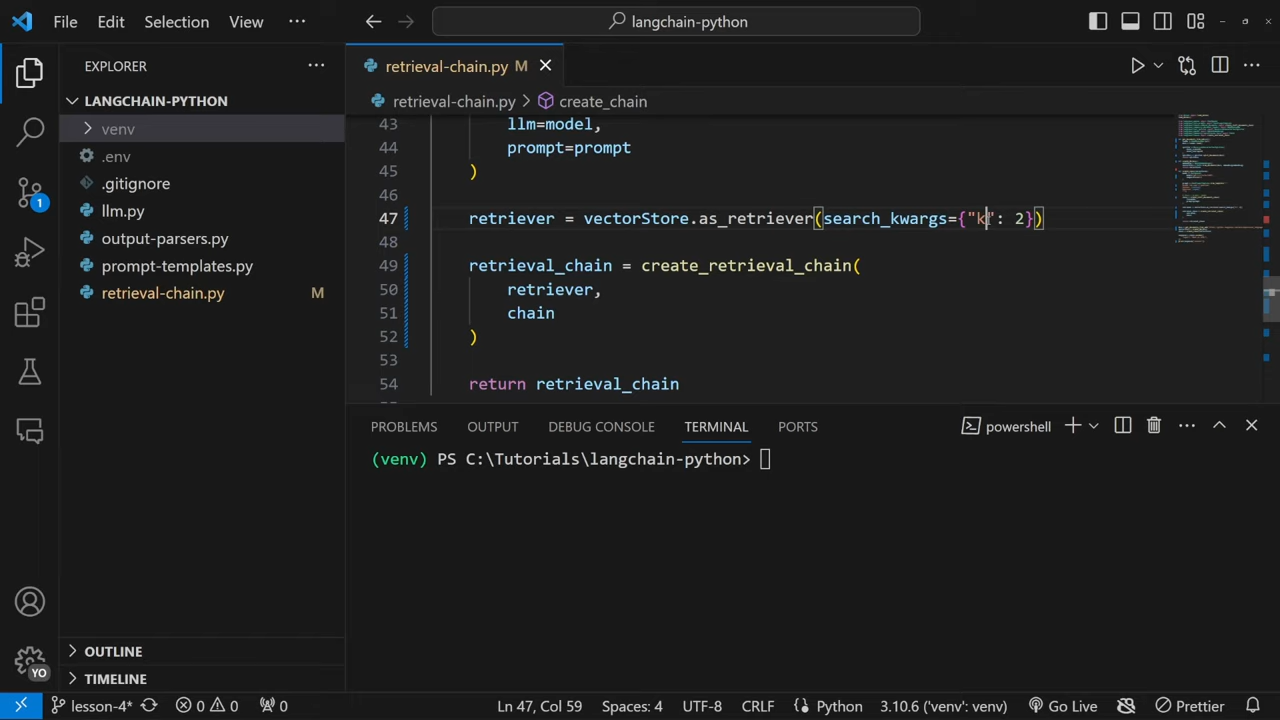 File Edit Selection View ··· langchain-python
EXPLORER ···
LANGCHAIN-PYTHON
venv
.env
.gitignore
llm.py
output-parsers.py
prompt-templates.py
retrieval-chain.py M
retrieval-chain.py M
retrieval-chain.py > create_chain
43 llm=model,
44 prompt=prompt
45 )
46
47 retriever = vectorStore.as_retriever(search_kwargs={"k": 2})
48
49 retrieval_chain = create_retrieval_chain(
50 retriever,
51 chain
52 )
53
54 return retrieval_chain
PROBLEMS OUTPUT DEBUG CONSOLE TERMINAL PORTS powershell
(venv) PS C:\Tutorials\langchain-python>
1
YO
OUTLINE
TIMELINE
lesson-4* 0 0 0 Ln 47, Col 59 Spaces: 4 UTF-8 CRLF Python 3.10.6 ('venv': venv) Go Live Prettier